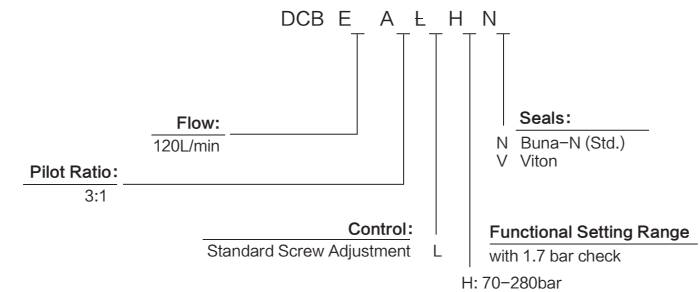 DCB E A L H N
Flow:
120L/min
Pilot Ratio:
3:1
Control:
Standard Screw Adjustment L
Seals:
N Buna-N (Std.)
V Viton
Functional Setting Range
with 1.7 bar check
H: 70-280bar